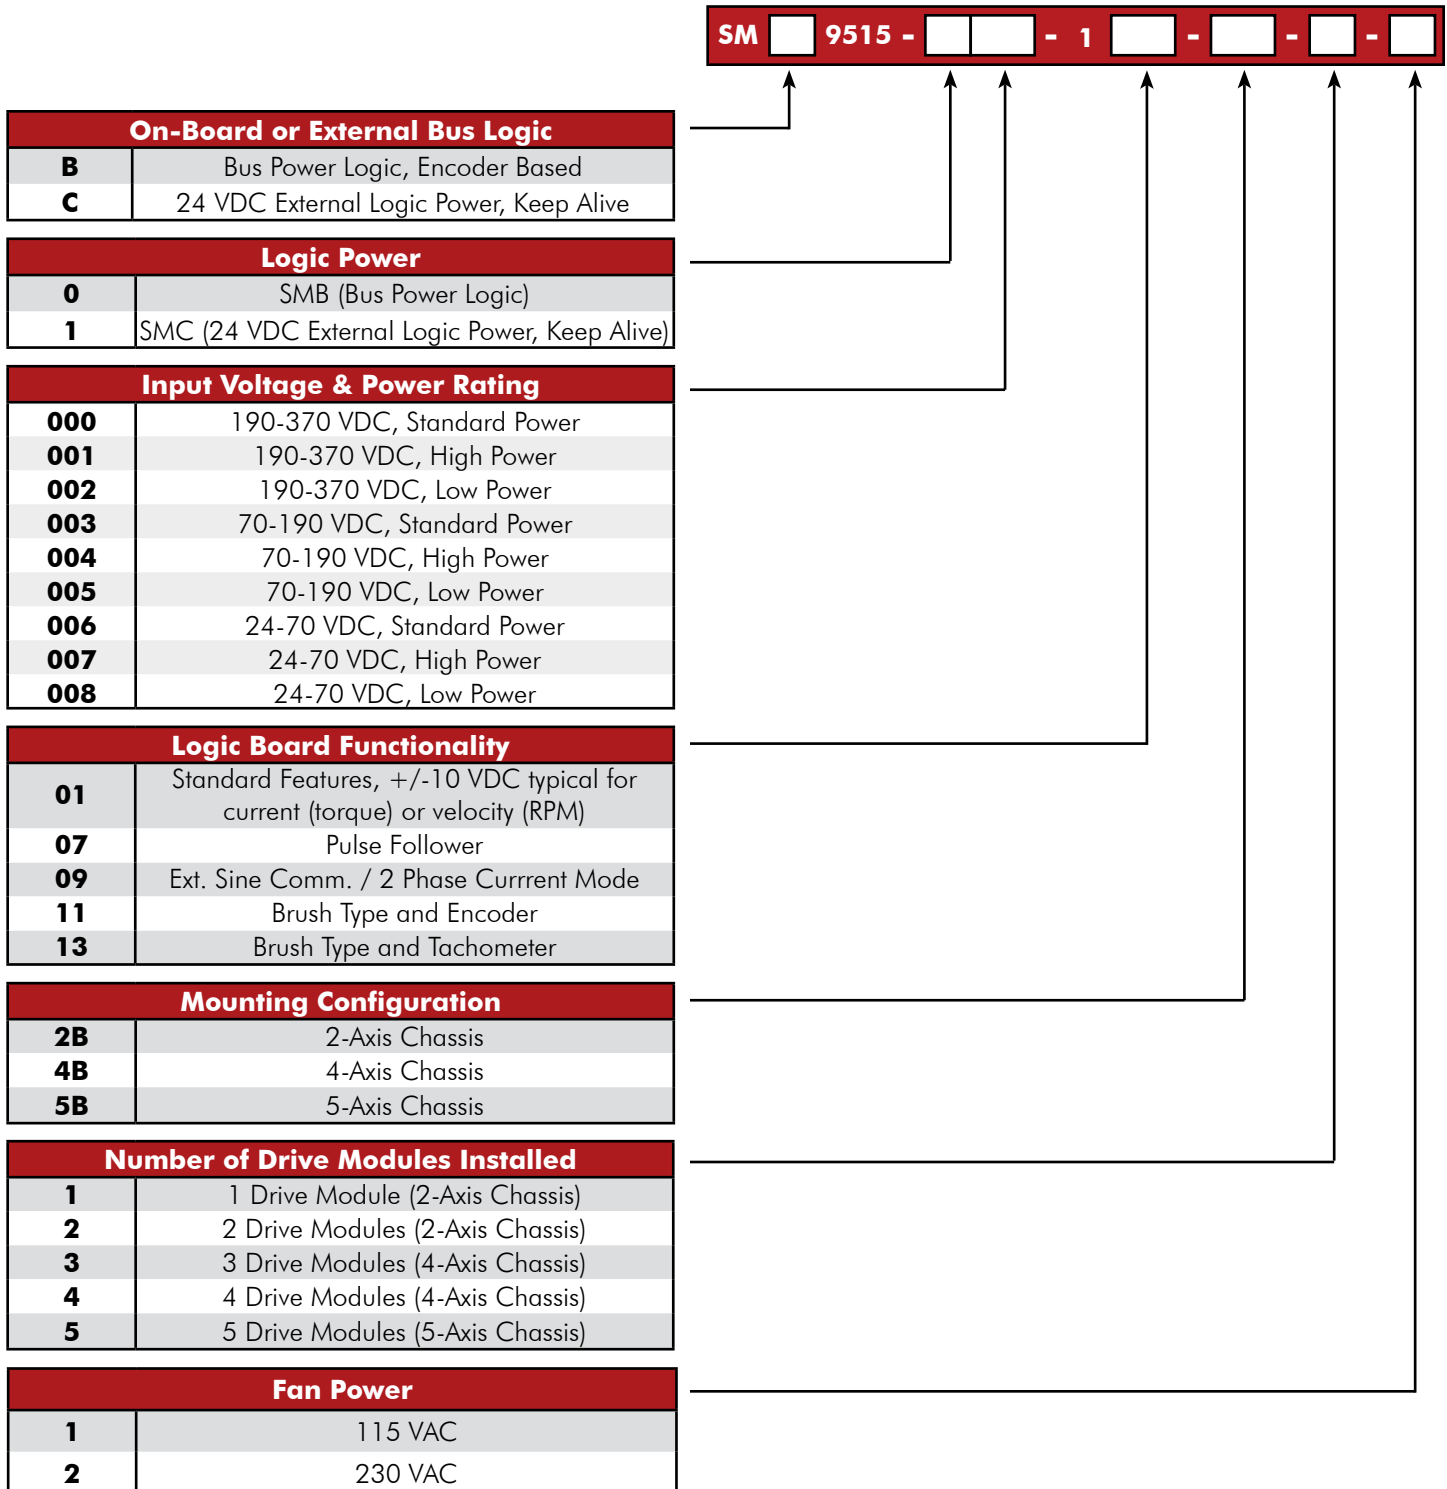 SM 9515 - - 1 - - -
On-Board or External Bus Logic
B Bus Power Logic, Encoder Based
C 24 VDC External Logic Power, Keep Alive
Logic Power
0 SMB (Bus Power Logic)
1 SMC (24 VDC External Logic Power, Keep Alive)
Input Voltage & Power Rating
000 190-370 VDC, Standard Power
001 190-370 VDC, High Power
002 190-370 VDC, Low Power
003 70-190 VDC, Standard Power
004 70-190 VDC, High Power
005 70-190 VDC, Low Power
006 24-70 VDC, Standard Power
007 24-70 VDC, High Power
008 24-70 VDC, Low Power
Logic Board Functionality
01 Standard Features, +/-10 VDC typical for
current (torque) or velocity (RPM)
07 Pulse Follower
09 Ext. Sine Comm. / 2 Phase Currrent Mode
11 Brush Type and Encoder
13 Brush Type and Tachometer
Mounting Configuration
2B 2-Axis Chassis
4B 4-Axis Chassis
5B 5-Axis Chassis
Number of Drive Modules Installed
1 1 Drive Module (2-Axis Chassis)
2 2 Drive Modules (2-Axis Chassis)
3 3 Drive Modules (4-Axis Chassis)
4 4 Drive Modules (4-Axis Chassis)
5 5 Drive Modules (5-Axis Chassis)
Fan Power
1 115 VAC
2 230 VAC